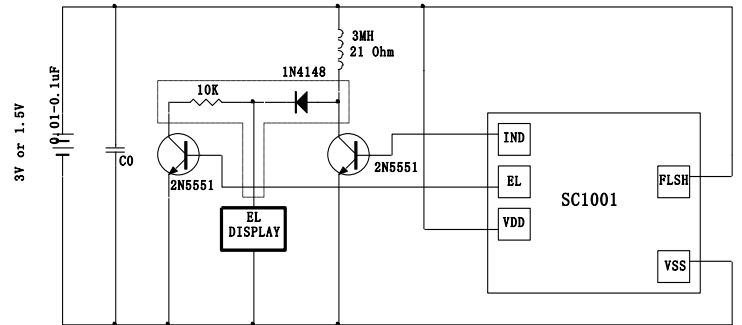 3MH
21 Ohm
1N4148
10K
3V or 1.5V
0.01-0.1uF
C0
2N5551
2N5551
EL
DISPLAY
IND
EL
VDD
SC1001
FLSH
VSS